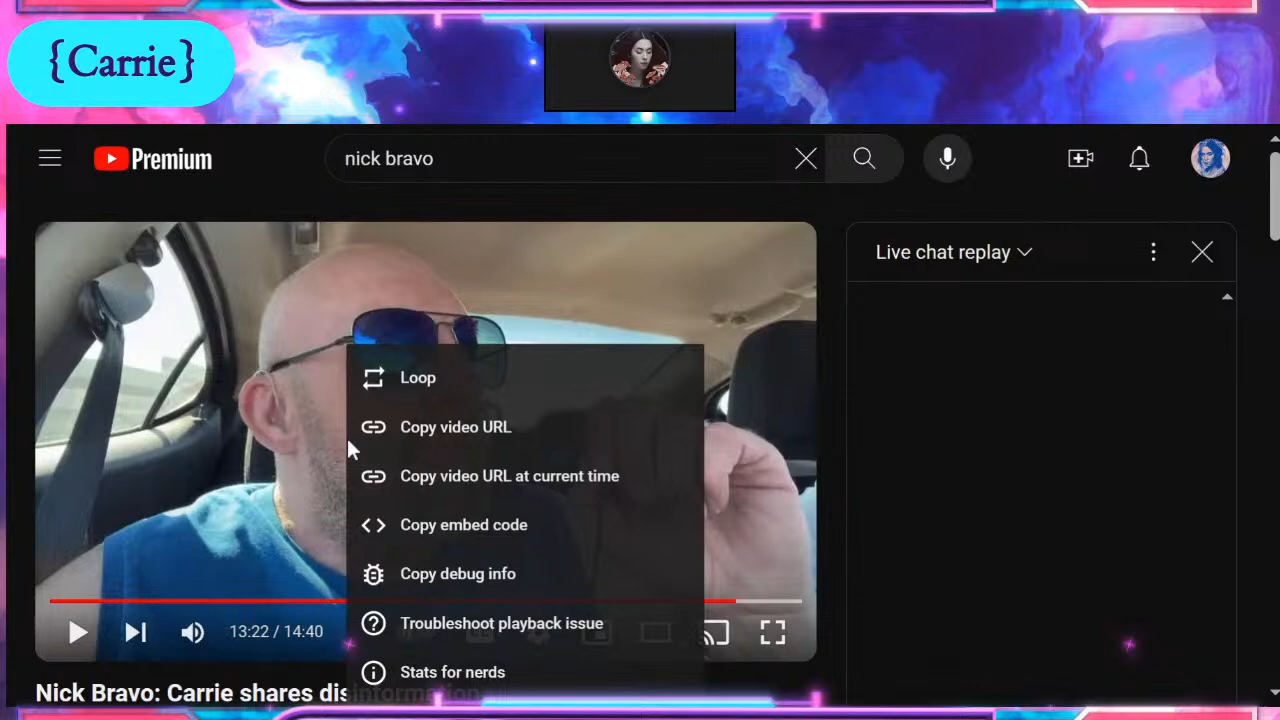 {Carrie}
Premium
nick bravo
Live chat replay
Loop
Copy video URL
Copy video URL at current time
Copy embed code
Copy debug info
13:22 / 14:40
Troubleshoot playback issue
Stats for nerds
Nick Bravo: Carrie shares disinformation